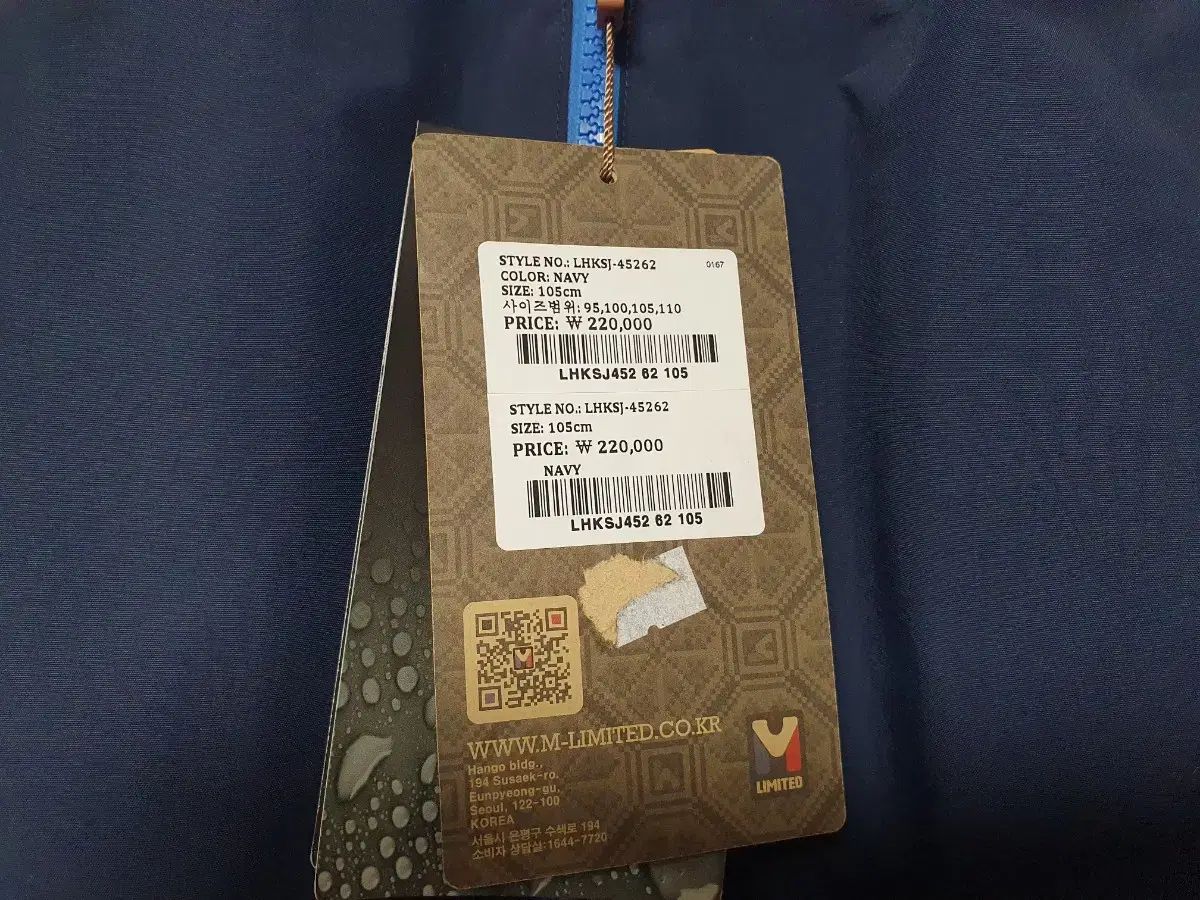 STYLE NO.: LHKSJ-45262
0167
COLOR: NAVY
SIZE: 105cm
사이즈범위: 95,100,105,110
PRICE: ₩ 220,000
LHKSJ452 62 105
STYLE NO.: LHKSJ-45262
SIZE: 105cm
PRICE: ₩ 220,000
NAVY
LHKSJ452 62 105
WWW.M-LIMITED.CO.KR
Hango bldg.,
194 Susaek-ro,
Eunpyeong-gu,
Seoul, 122-100
KOREA
서울시 은평구 수색로 194
소비자 상담실:1644-7720
M
LIMITED